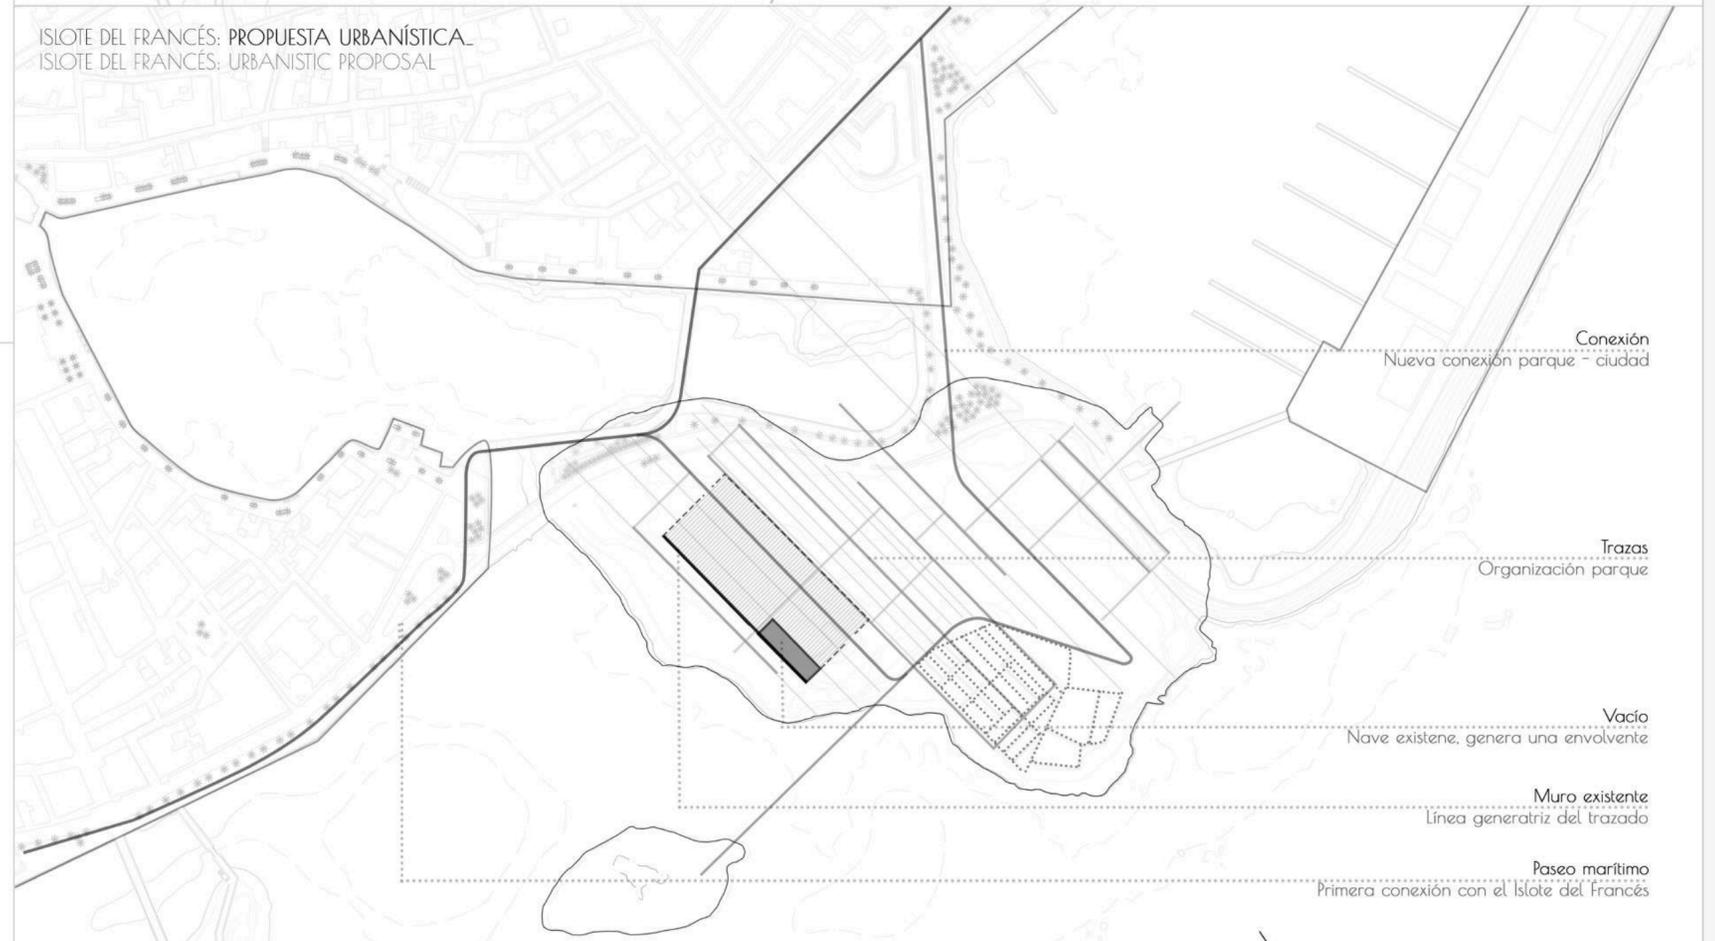 ISLOTE DEL FRANCÉS: PROPUESTA URBANÍSTICA_
ISLOTE DEL FRANCÉS: URBANISTIC PROPOSAL
Conexión
Nueva conexión parque - ciudad
Trazas
Organización parque
Vacío
Nave existene, genera una envolvente
Muro existente
Línea generatriz del trazado
Paseo marítimo
Primera conexión con el Islote del Francés